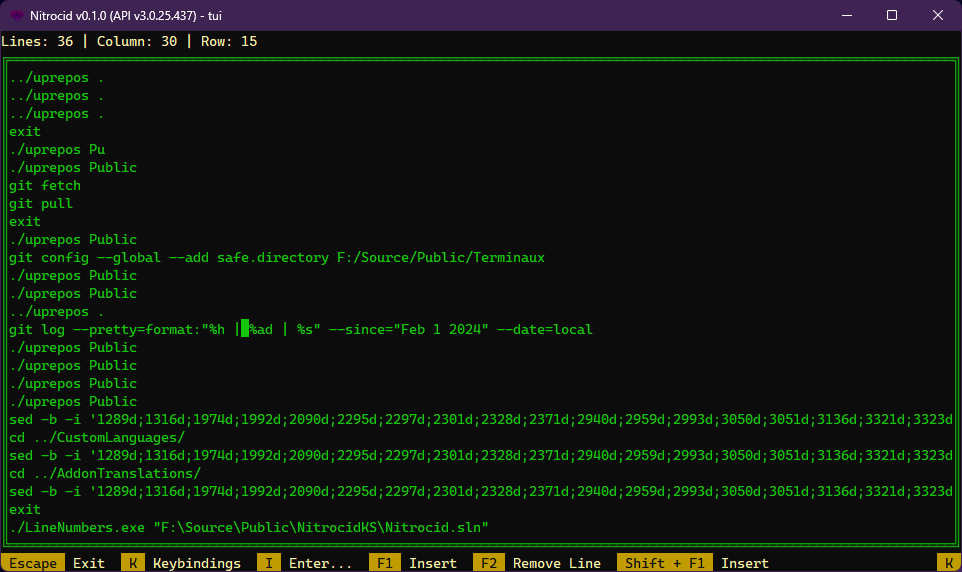 Nitrocid v0.1.0 (API v3.0.25.437) - tui
Lines: 36 | Column: 30 | Row: 15
../uprepos .
../uprepos .
../uprepos .
exit
./uprepos Pu
./uprepos Public
git fetch
git pull
exit
./uprepos Public
git config --global --add safe.directory F:/Source/Public/Terminaux
./uprepos Public
./uprepos Public
../uprepos .
git log --pretty=format:"%h | %ad | %s" --since="Feb 1 2024" --date=local
./uprepos Public
./uprepos Public
./uprepos Public
./uprepos Public
sed -b -i '1289d;1316d;1974d;1992d;2090d;2295d;2297d;2301d;2328d;2371d;2940d;2959d;2993d;3050d;3051d;3136d;3321d;3323d
cd ../CustomLanguages/
sed -b -i '1289d;1316d;1974d;1992d;2090d;2295d;2297d;2301d;2328d;2371d;2940d;2959d;2993d;3050d;3051d;3136d;3321d;3323d
cd ../AddonTranslations/
sed -b -i '1289d;1316d;1974d;1992d;2090d;2295d;2297d;2301d;2328d;2371d;2940d;2959d;2993d;3050d;3051d;3136d;3321d;3323d
exit
./LineNumbers.exe "F:\Source\Public\NitrocidKS\Nitrocid.sln"
Escape Exit K Keybindings I Enter... F1 Insert F2 Remove Line Shift + F1 Insert K